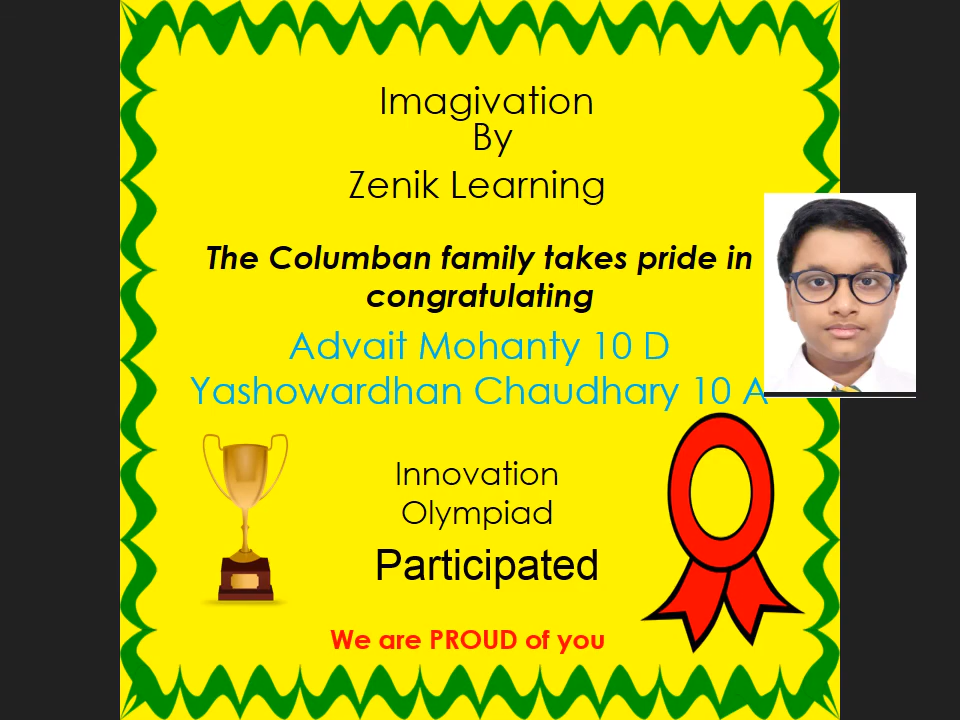 Imagivation
By
Zenik Learning
The Columban family takes pride in
congratulating
Advait Mohanty 10 D
Yashowardhan Chaudhary 10 A
Innovation
Olympiad
Participated
We are PROUD of you